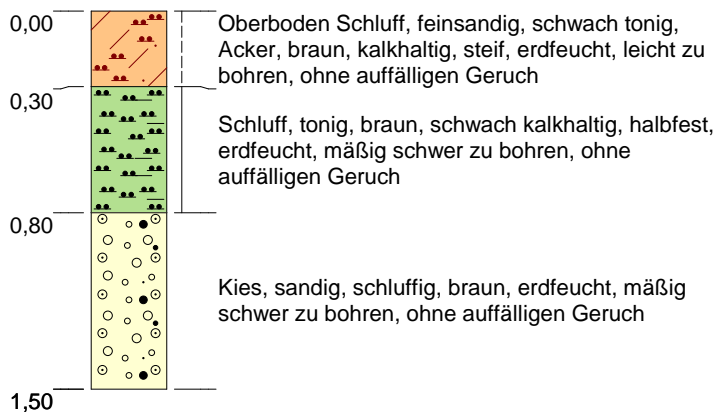 0,00
Oberboden Schluff, feinsandig, schwach tonig,
Acker, braun, kalkhaltig, steif, erdfeucht, leicht zu
bohren, ohne auffälligen Geruch
0,30
Schluff, tonig, braun, schwach kalkhaltig, halbfest,
erdfeucht, mäßig schwer zu bohren, ohne
auffälligen Geruch
0,80
Kies, sandig, schluffig, braun, erdfeucht, mäßig
schwer zu bohren, ohne auffälligen Geruch
1,50